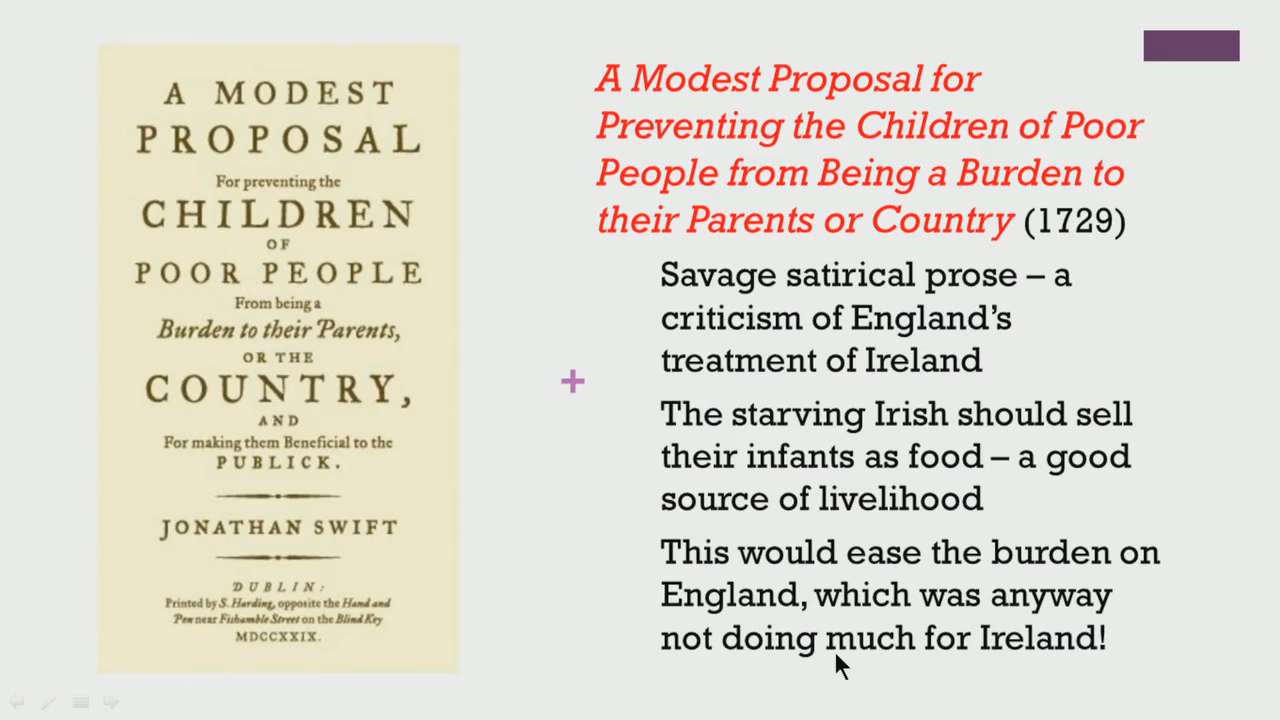 A MODEST
PROPOSAL
For preventing the
CHILDREN
OF
POOR PEOPLE
From being a
Burden to their Parents,
OR THE
COUNTRY,
AND
For making them Beneficial to the
PUBLICK.
JONATHAN SWIFT
DUBLIN:
Printed by S. Harding, opposite the Hand and
Pen near Fishamble Street on the Blind Key
MDCCXXIX.
A Modest Proposal for
Preventing the Children of Poor
People from Being a Burden to
their Parents or Country (1729)
Savage satirical prose – a
criticism of England's
treatment of Ireland
The starving Irish should sell
their infants as food – a good
source of livelihood
This would ease the burden on
England, which was anyway
not doing much for Ireland!